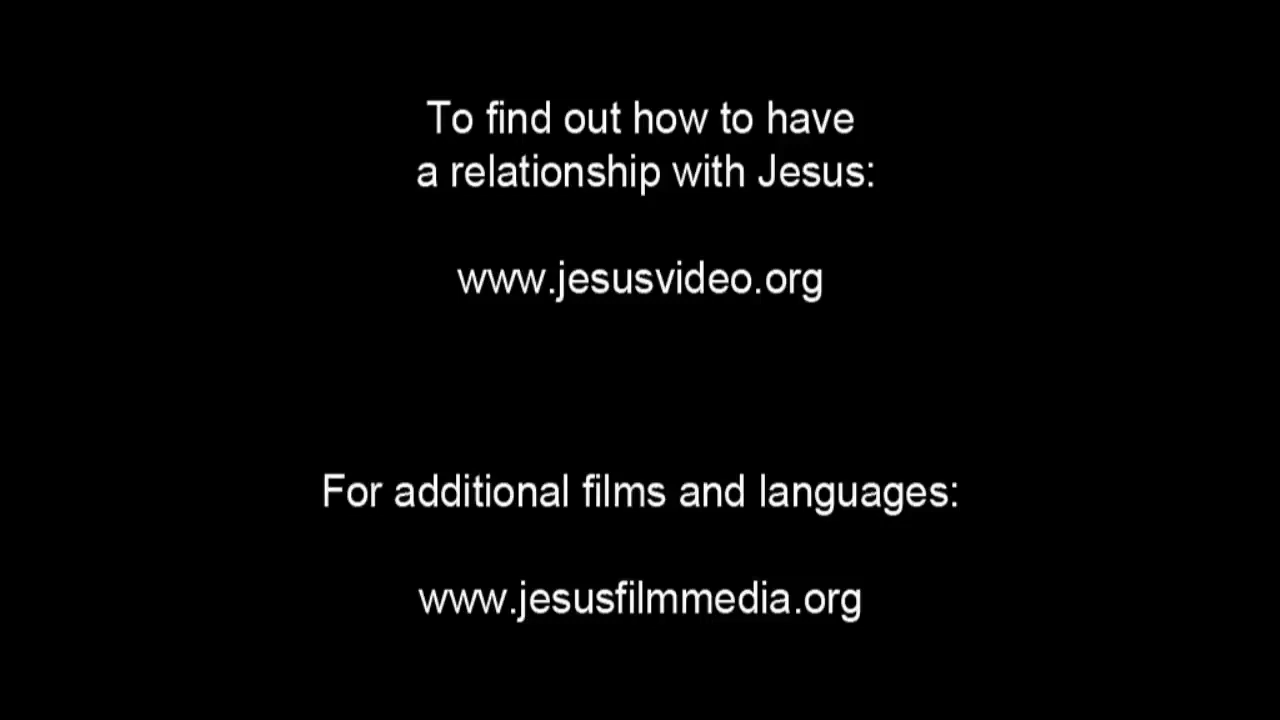 To find out how to have
a relationship with Jesus:
www.jesusvideo.org
For additional films and languages:
www.jesusfilmmedia.org